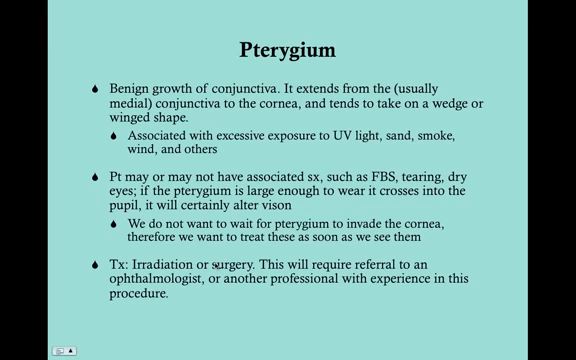 Pterygium
Benign growth of conjunctiva. It extends from the (usually
medial) conjunctiva to the cornea, and tends to take on a wedge or
winged shape.
Associated with excessive exposure to UV light, sand, smoke,
wind, and others
Pt may or may not have associated sx, such as FBS, tearing, dry
eyes; if the pterygium is large enough to wear it crosses into the
pupil, it will certainly alter vison
We do not want to wait for pterygium to invade the cornea,
therefore we want to treat these as soon as we see them
Tx: Irradiation or surgery. This will require referral to an
ophthalmologist, or another professional with experience in this
procedure.